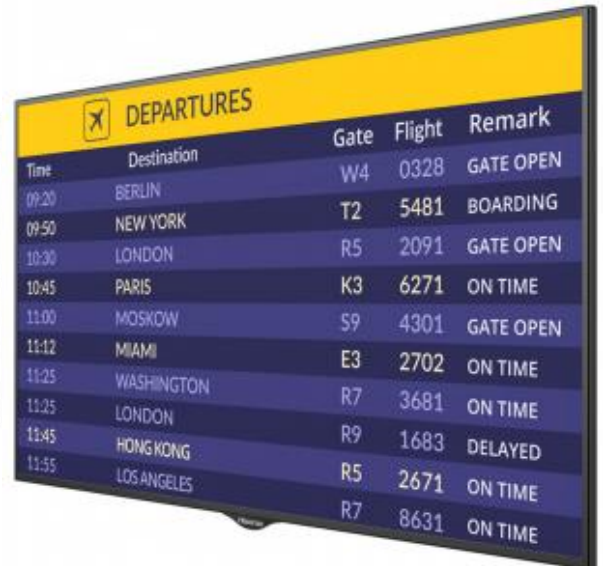 DEPARTURES
Time Destination Gate Flight Remark
09:20 BERLIN W4 0328 GATE OPEN
09:50 NEW YORK T2 5481 BOARDING
10:30 LONDON R5 2091 GATE OPEN
10:45 PARIS K3 6271 ON TIME
11:00 MOSKOW S9 4301 GATE OPEN
11:12 MIAMI E3 2702 ON TIME
11:25 WASHINGTON R7 3681 ON TIME
11:25 LONDON R9 1683 DELAYED
11:45 HONG KONG R5 2671 ON TIME
11:55 LOS ANGELES R7 8631 ON TIME
Hisense